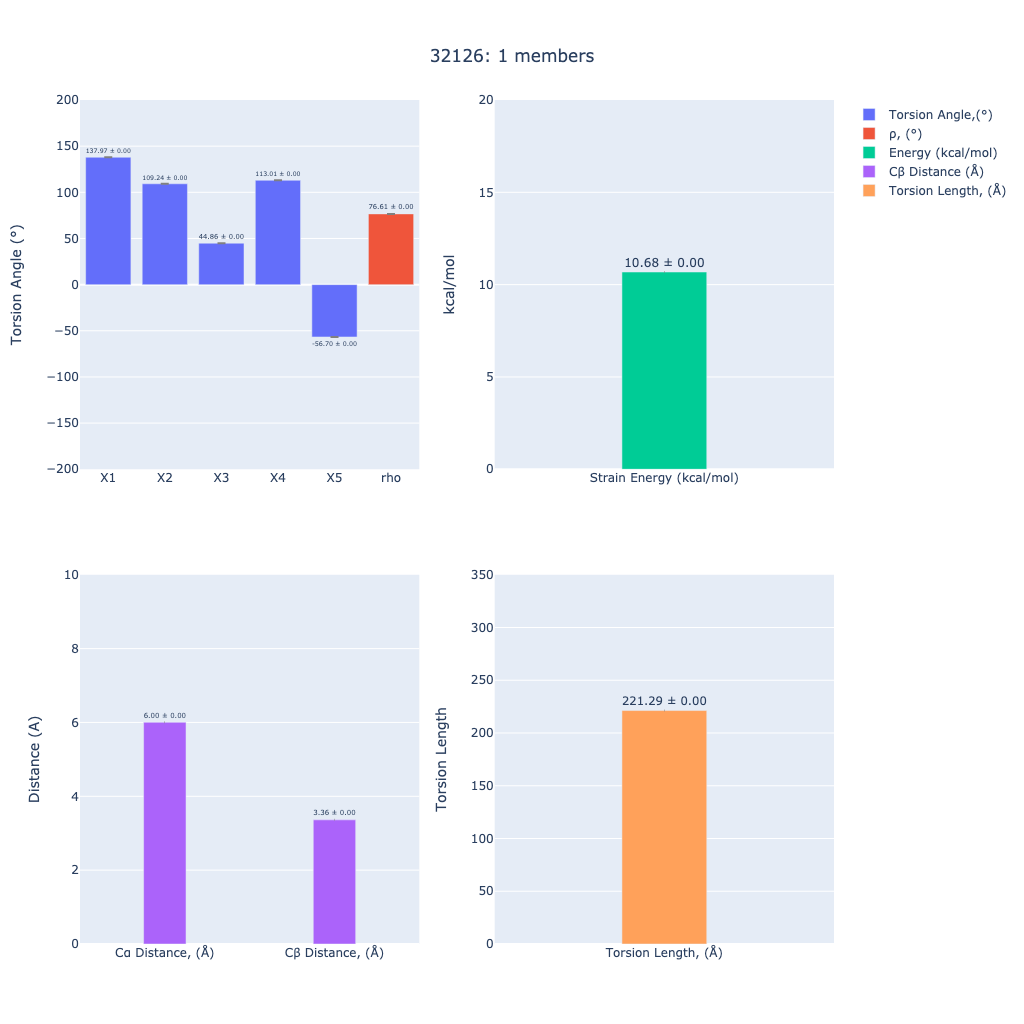 32126: 1 members
Torsion Angle (°)
200
150
100
50
0
−50
−100
−150
−200
137.97 ± 0.00
109.24 ± 0.00
44.86 ± 0.00
113.01 ± 0.00
-56.70 ± 0.00
76.61 ± 0.00
X1 X2 X3 X4 X5 rho
kcal/mol
20
15
10
5
0
10.68 ± 0.00
Strain Energy (kcal/mol)
Torsion Angle,(°)
ρ, (°)
Energy (kcal/mol)
Cβ Distance (Å)
Torsion Length, (Å)
Distance (A)
10
8
6
4
2
0
6.00 ± 0.00
3.36 ± 0.00
Cα Distance, (Å) Cβ Distance, (Å)
Torsion Length
350
300
250
200
150
100
50
0
221.29 ± 0.00
Torsion Length, (Å)